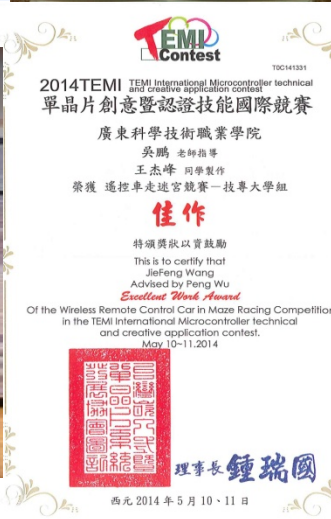 TEMI
Contest
TOC141331
2014TEMI TEMI International Microcontroller technical
and creative application contest
單晶片創意暨認證技能國際競賽
廣東科學技術職業學院
吳鵬 老師指導
王杰峰 同學製作
榮獲 遙控車走迷宮競賽－技專大學組
佳作
特頒獎狀以資鼓勵
This is to certify that
JieFeng Wang
Advised by Peng Wu
Excellent Work Award
Of the Wireless Remote Control Car in Maze Racing Competition
in the TEMI International Microcontroller technical
and creative application contest.
May 10~11.2014
理事長 鍾瑞國
西元 2014 年 5 月 10、11 日